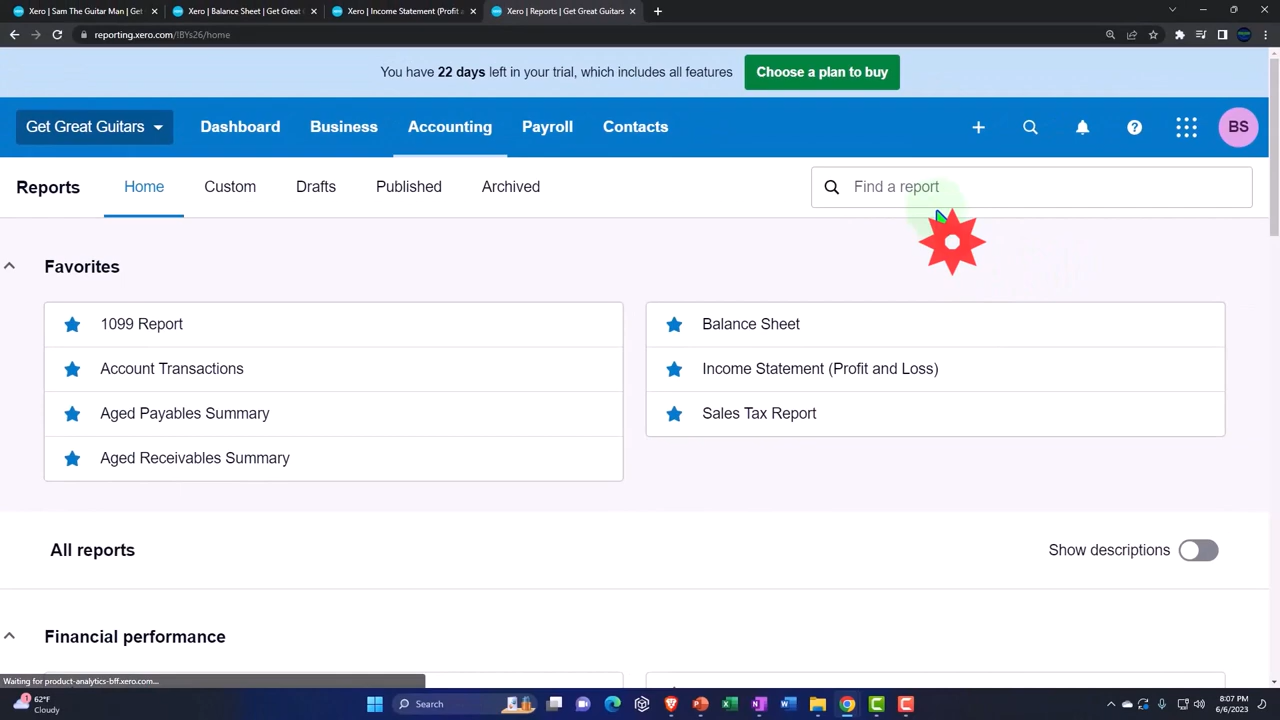 Xero | Sam The Guitar Man | Get
Xero | Balance Sheet | Get Great
Xero | Income Statement (Profit a
Xero | Reports | Get Great Guitars
reporting.xero.com/!BYs26/home
You have 22 days left in your trial, which includes all features
Choose a plan to buy
Get Great Guitars
Dashboard
Business
Accounting
Payroll
Contacts
BS
Reports
Home
Custom
Drafts
Published
Archived
Find a report
Favorites
1099 Report
Balance Sheet
Account Transactions
Income Statement (Profit and Loss)
Aged Payables Summary
Sales Tax Report
Aged Receivables Summary
All reports
Show descriptions
Financial performance
Waiting for product-analytics-bff.xero.com...
62°F
Cloudy
Search
8:07 PM
6/6/2023